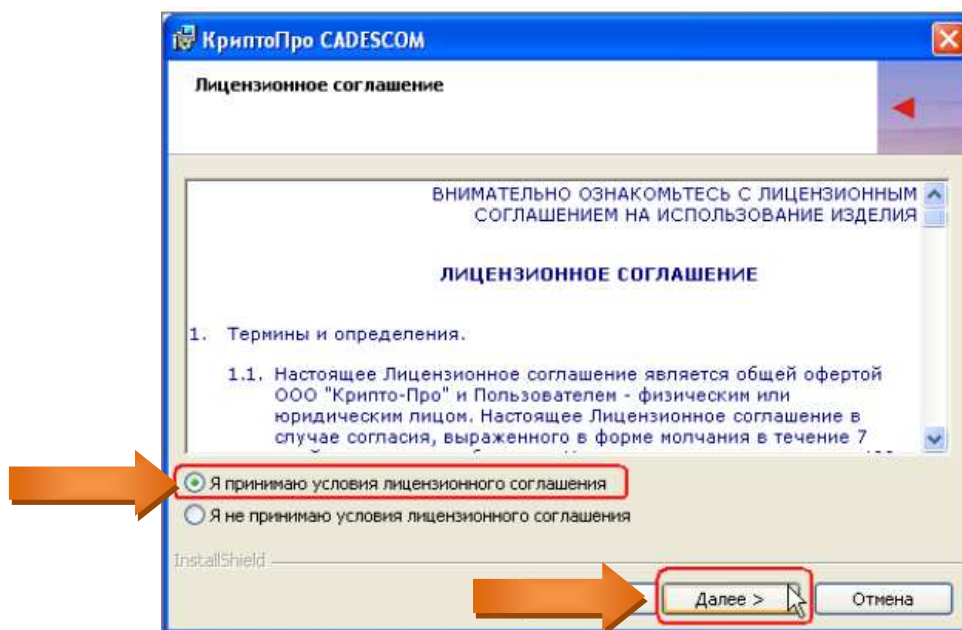 КриптоПро CADESCOM
Лицензионное соглашение
ВНИМАТЕЛЬНО ОЗНАКОМЬТЕСЬ С ЛИЦЕНЗИОННЫМ
СОГЛАШЕНИЕМ НА ИСПОЛЬЗОВАНИЕ ИЗДЕЛИЯ
ЛИЦЕНЗИОННОЕ СОГЛАШЕНИЕ
1. Термины и определения.
1.1. Настоящее Лицензионное соглашение является общей офертой
ООО "Крипто-Про" и Пользователем - физическим или
юридическим лицом. Настоящее Лицензионное соглашение в
случае согласия, выраженного в форме молчания в течение 7
Я принимаю условия лицензионного соглашения
Я не принимаю условия лицензионного соглашения
InstallShield
Далее >
Отмена